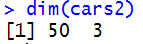 > dim(cars2)
[1] 50  3